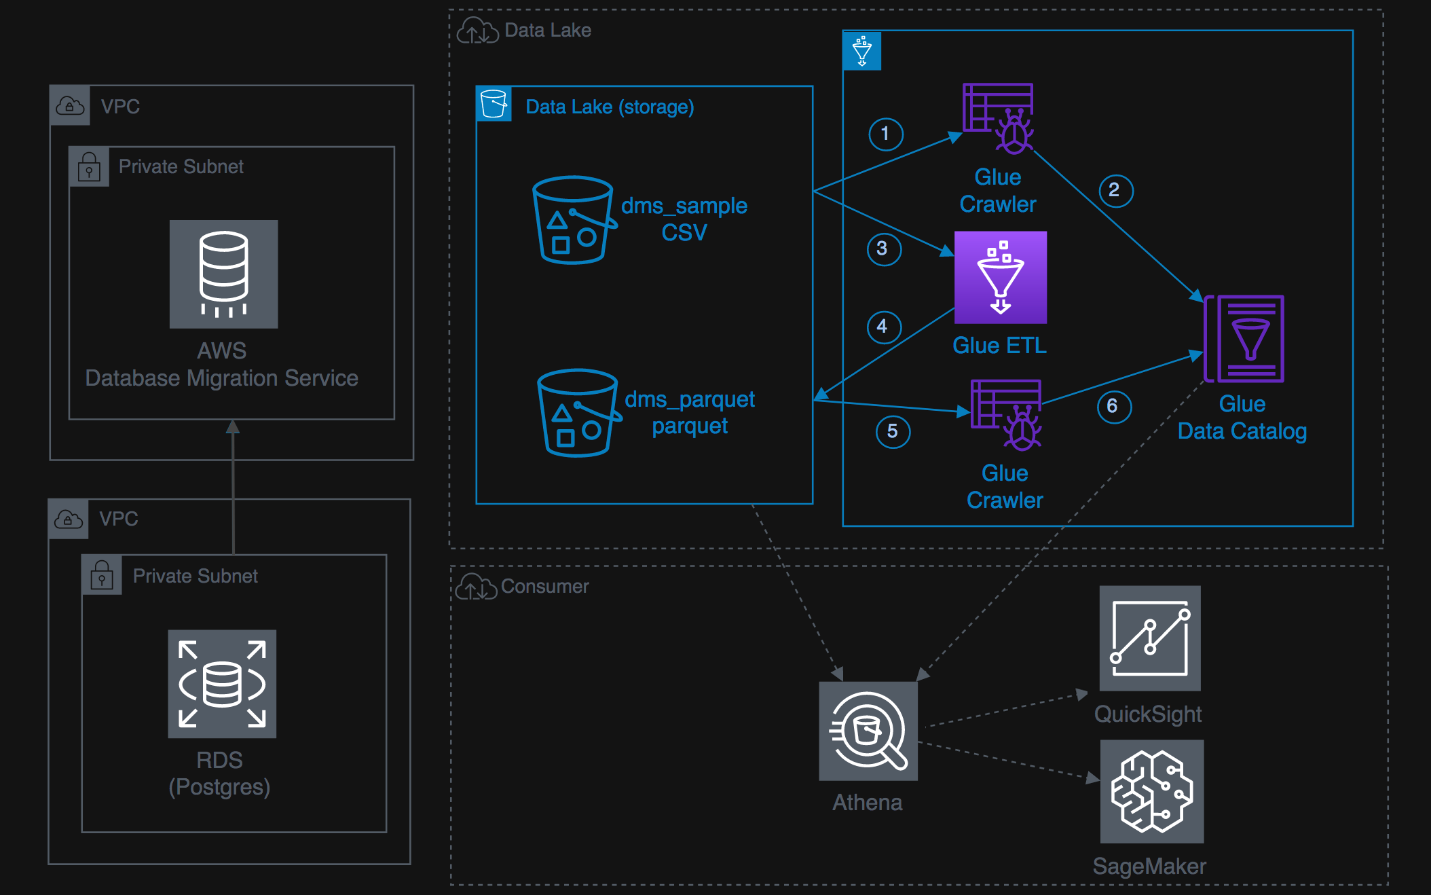 VPC
Private Subnet
AWS
Database Migration Service
VPC
Private Subnet
RDS
(Postgres)
Data Lake
Data Lake (storage)
dms_sample
CSV
dms_parquet
parquet
1
2
3
4
5
6
Glue
Crawler
Glue ETL
Glue
Crawler
Glue
Data Catalog
Consumer
Athena
QuickSight
SageMaker